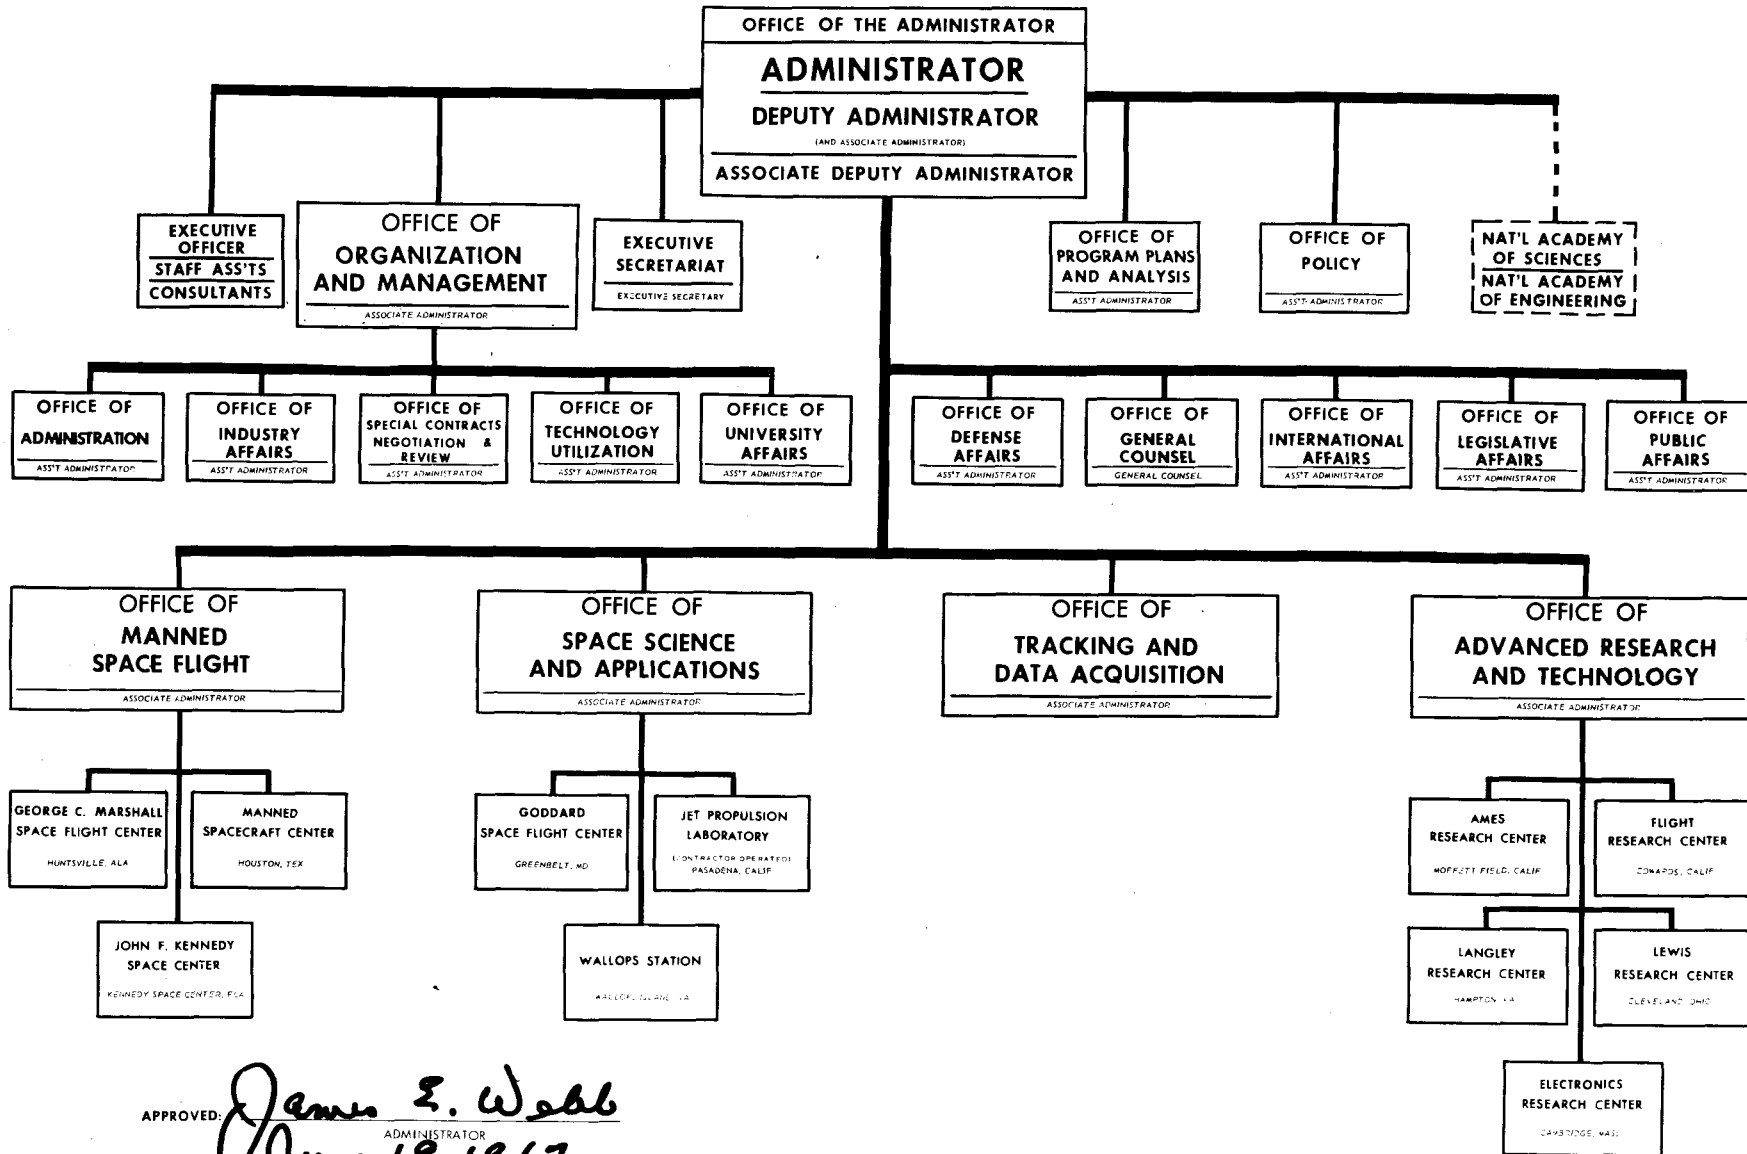 OFFICE OF THE ADMINISTRATOR
ADMINISTRATOR
DEPUTY ADMINISTRATOR
(AND ASSOCIATE ADMINISTRATOR)
ASSOCIATE DEPUTY ADMINISTRATOR
EXECUTIVE
OFFICER
STAFF ASS'TS
CONSULTANTS
OFFICE OF
ORGANIZATION
AND MANAGEMENT
ASSOCIATE ADMINISTRATOR
EXECUTIVE
SECRETARIAT
EXECUTIVE SECRETARY
OFFICE OF
PROGRAM PLANS
AND ANALYSIS
ASS'T ADMINISTRATOR
OFFICE OF
POLICY
ASS'T ADMINISTRATOR
NAT'L ACADEMY
OF SCIENCES
NAT'L ACADEMY
OF ENGINEERING
OFFICE OF
ADMINISTRATION
ASS'T ADMINISTRATOR
OFFICE OF
INDUSTRY
AFFAIRS
ASS'T ADMINISTRATOR
OFFICE OF
SPECIAL CONTRACTS
NEGOTIATION &
REVIEW
ASS'T ADMINISTRATOR
OFFICE OF
TECHNOLOGY
UTILIZATION
ASS'T ADMINISTRATOR
OFFICE OF
UNIVERSITY
AFFAIRS
ASS'T ADMINISTRATOR
OFFICE OF
DEFENSE
AFFAIRS
ASS'T ADMINISTRATOR
OFFICE OF
GENERAL
COUNSEL
GENERAL COUNSEL
OFFICE OF
INTERNATIONAL
AFFAIRS
ASS'T ADMINISTRATOR
OFFICE OF
LEGISLATIVE
AFFAIRS
ASS'T ADMINISTRATOR
OFFICE OF
PUBLIC
AFFAIRS
ASS'T ADMINISTRATOR
OFFICE OF
MANNED
SPACE FLIGHT
ASSOCIATE ADMINISTRATOR
OFFICE OF
SPACE SCIENCE
AND APPLICATIONS
ASSOCIATE ADMINISTRATOR
OFFICE OF
TRACKING AND
DATA ACQUISITION
ASSOCIATE ADMINISTRATOR
OFFICE OF
ADVANCED RESEARCH
AND TECHNOLOGY
ASSOCIATE ADMINISTRATOR
GEORGE C. MARSHALL
SPACE FLIGHT CENTER
HUNTSVILLE, ALA
MANNED
SPACECRAFT CENTER
HOUSTON, TEX
JOHN F. KENNEDY
SPACE CENTER
KENNEDY SPACE CENTER, FLA
GODDARD
SPACE FLIGHT CENTER
GREENBELT, MD
JET PROPULSION
LABORATORY
(CONTRACTOR OPERATED)
PASADENA, CALIF
WALLOPS STATION
WALLOPS ISLAND, VA
AMES
RESEARCH CENTER
MOFFETT FIELD, CALIF
FLIGHT
RESEARCH CENTER
EDWARDS, CALIF
LANGLEY
RESEARCH CENTER
HAMPTON, VA
LEWIS
RESEARCH CENTER
CLEVELAND, OHIO
ELECTRONICS
RESEARCH CENTER
CAMBRIDGE, MASS
APPROVED: James E. Webb
ADMINISTRATOR